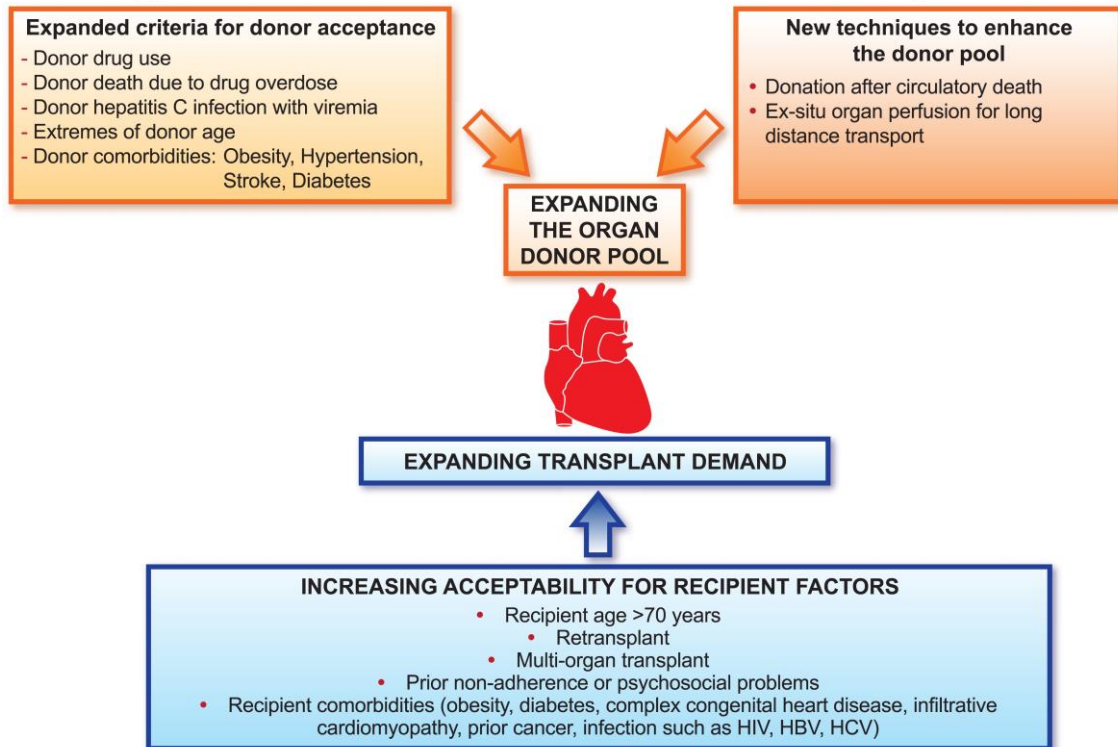 Expanded criteria for donor acceptance
- Donor drug use
- Donor death due to drug overdose
- Donor hepatitis C infection with viremia
- Extremes of donor age
- Donor comorbidities: Obesity, Hypertension,
Stroke, Diabetes
New techniques to enhance
the donor pool
• Donation after circulatory death
• Ex-situ organ perfusion for long
distance transport
EXPANDING
THE ORGAN
DONOR POOL
EXPANDING TRANSPLANT DEMAND
INCREASING ACCEPTABILITY FOR RECIPIENT FACTORS
• Recipient age >70 years
• Retransplant
• Multi-organ transplant
• Prior non-adherence or psychosocial problems
• Recipient comorbidities (obesity, diabetes, complex congenital heart disease, infiltrative
cardiomyopathy, prior cancer, infection such as HIV, HBV, HCV)